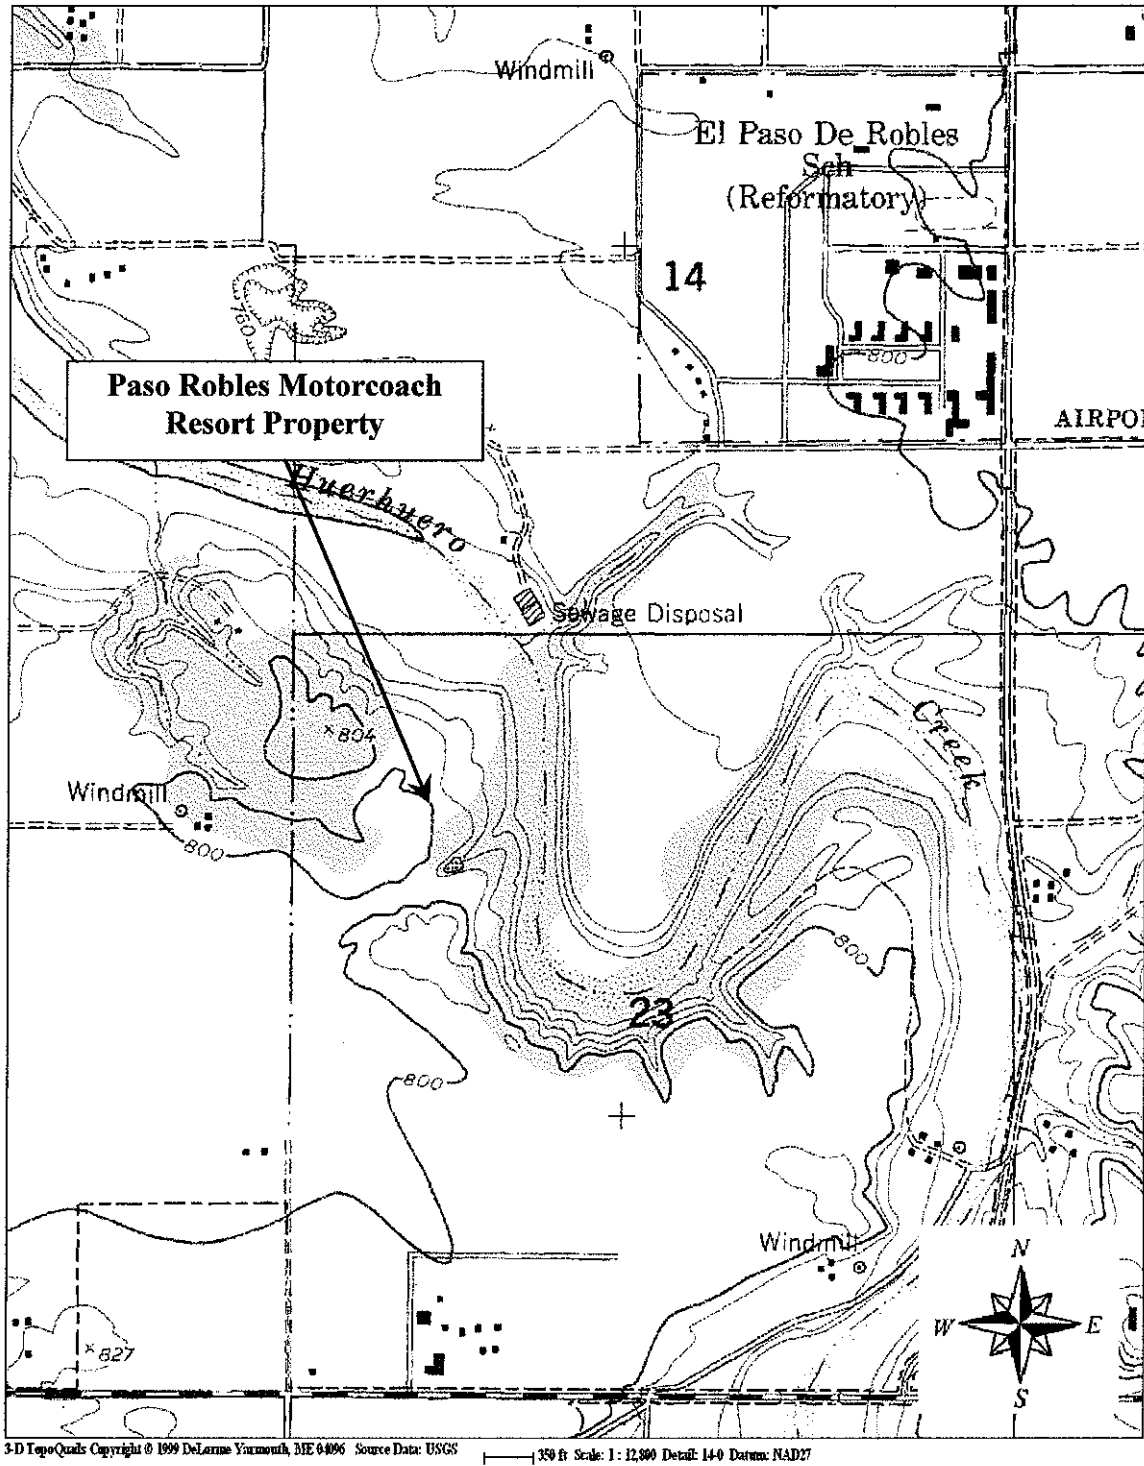 Windmill
El Paso De Robles
Sch
(Reformatory)
14
760
800
Paso Robles Motorcoach
Resort Property
AIRPOR
Huerhuero
Sewage Disposal
Creek
804
Windmill
800
800
23
800
Windmill
827
N
W
E
S
3-D TopoQuads Copyright © 1999 DeLorme Yarmouth, ME 04096 Source Data: USGS
350 ft Scale: 1 : 12,800 Detail: 14-0 Datum: NAD27